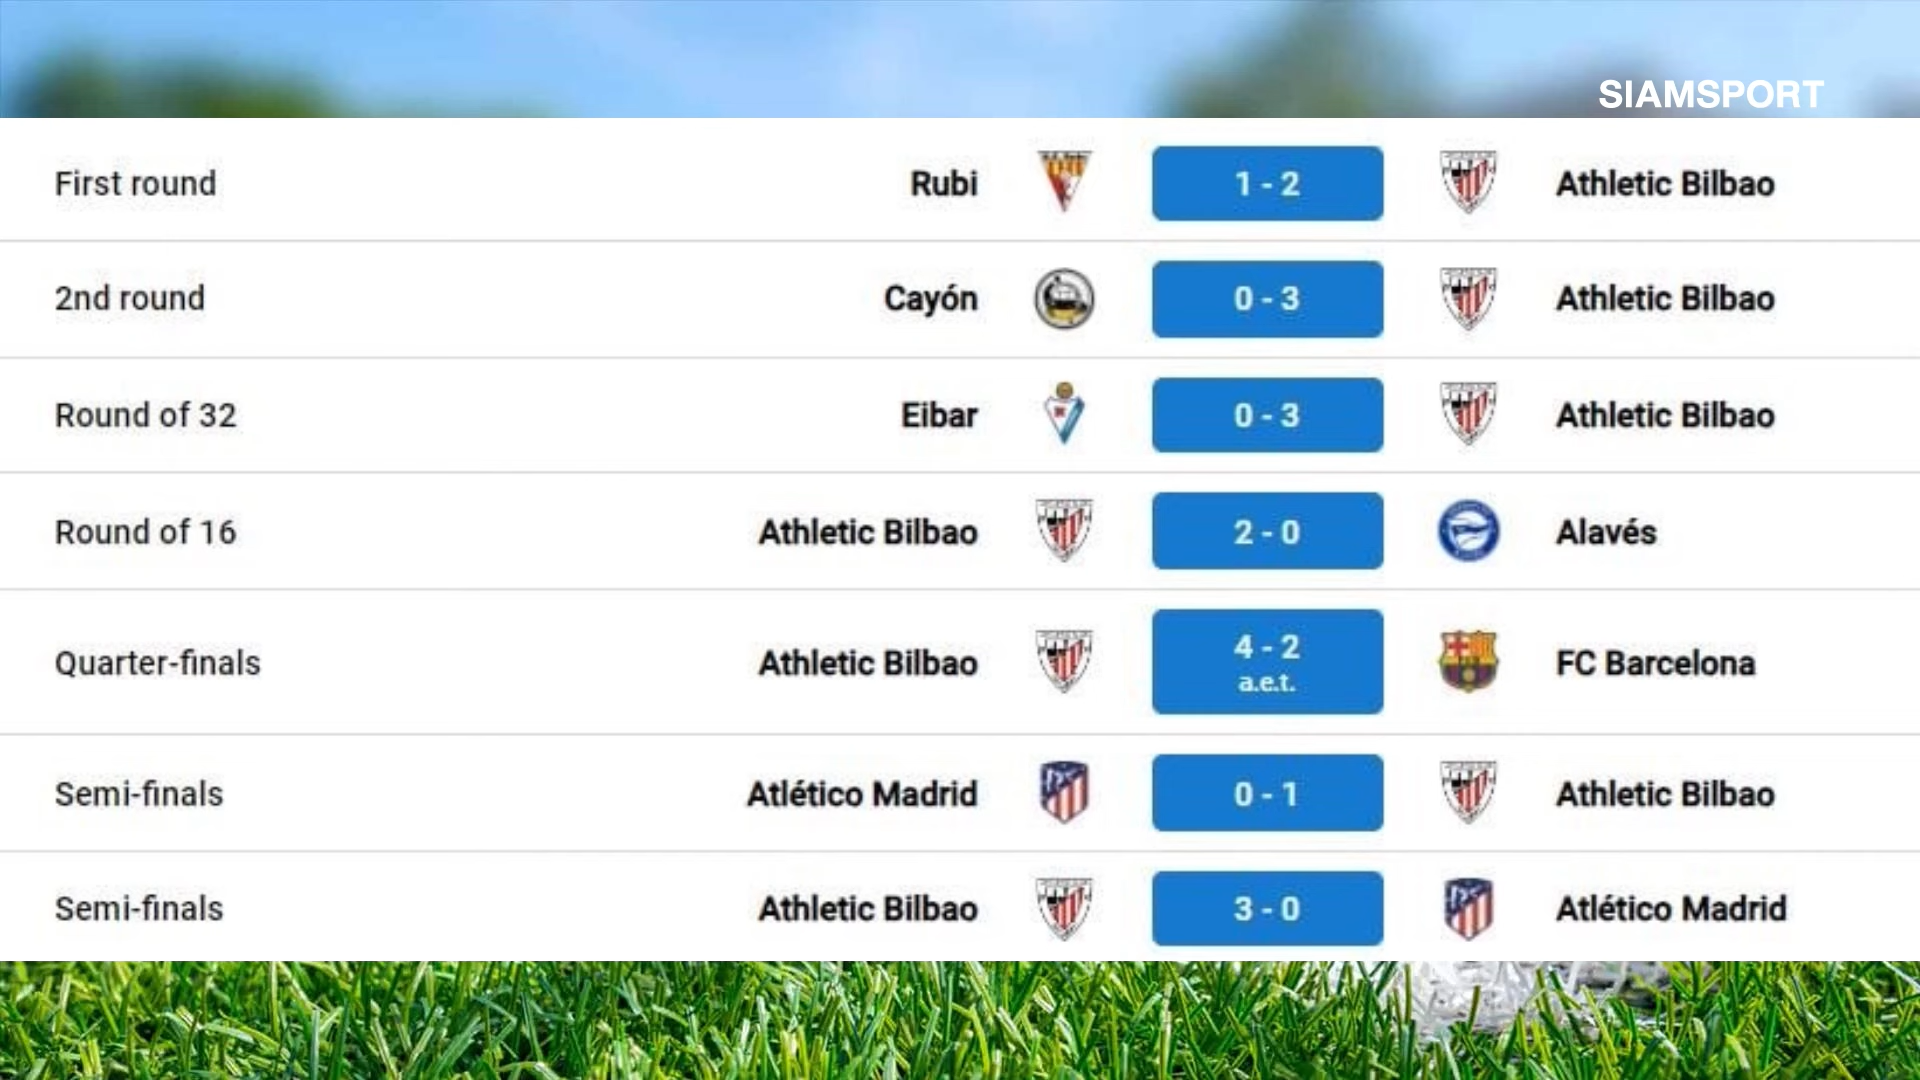 SIAMSPORT
First round Rubi 1 - 2 Athletic Bilbao
2nd round Cayón 0 - 3 Athletic Bilbao
Round of 32 Eibar 0 - 3 Athletic Bilbao
Round of 16 Athletic Bilbao 2 - 0 Alavés
Quarter-finals Athletic Bilbao 4 - 2 FC Barcelona
a.e.t.
Semi-finals Atlético Madrid 0 - 1 Athletic Bilbao
Semi-finals Athletic Bilbao 3 - 0 Atlético Madrid